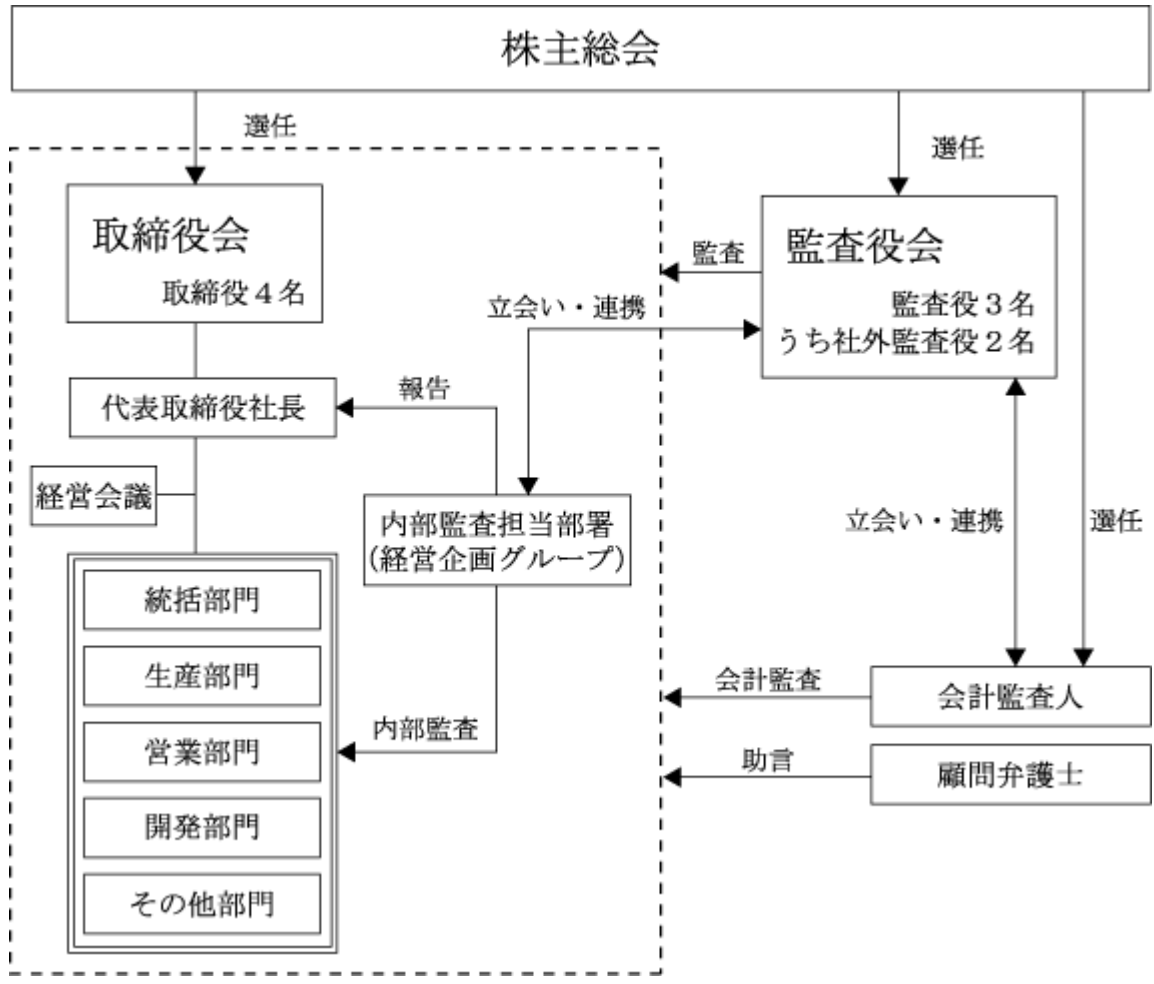 株主総会
選任
選任
取締役会
取締役４名
監査
監査役会
監査役３名
うち社外監査役２名
立会い・連携
代表取締役社長
報告
経営会議
内部監査担当部署
(経営企画グループ)
立会い・連携
選任
統括部門
生産部門
営業部門
開発部門
その他部門
内部監査
会計監査
会計監査人
助言
顧問弁護士